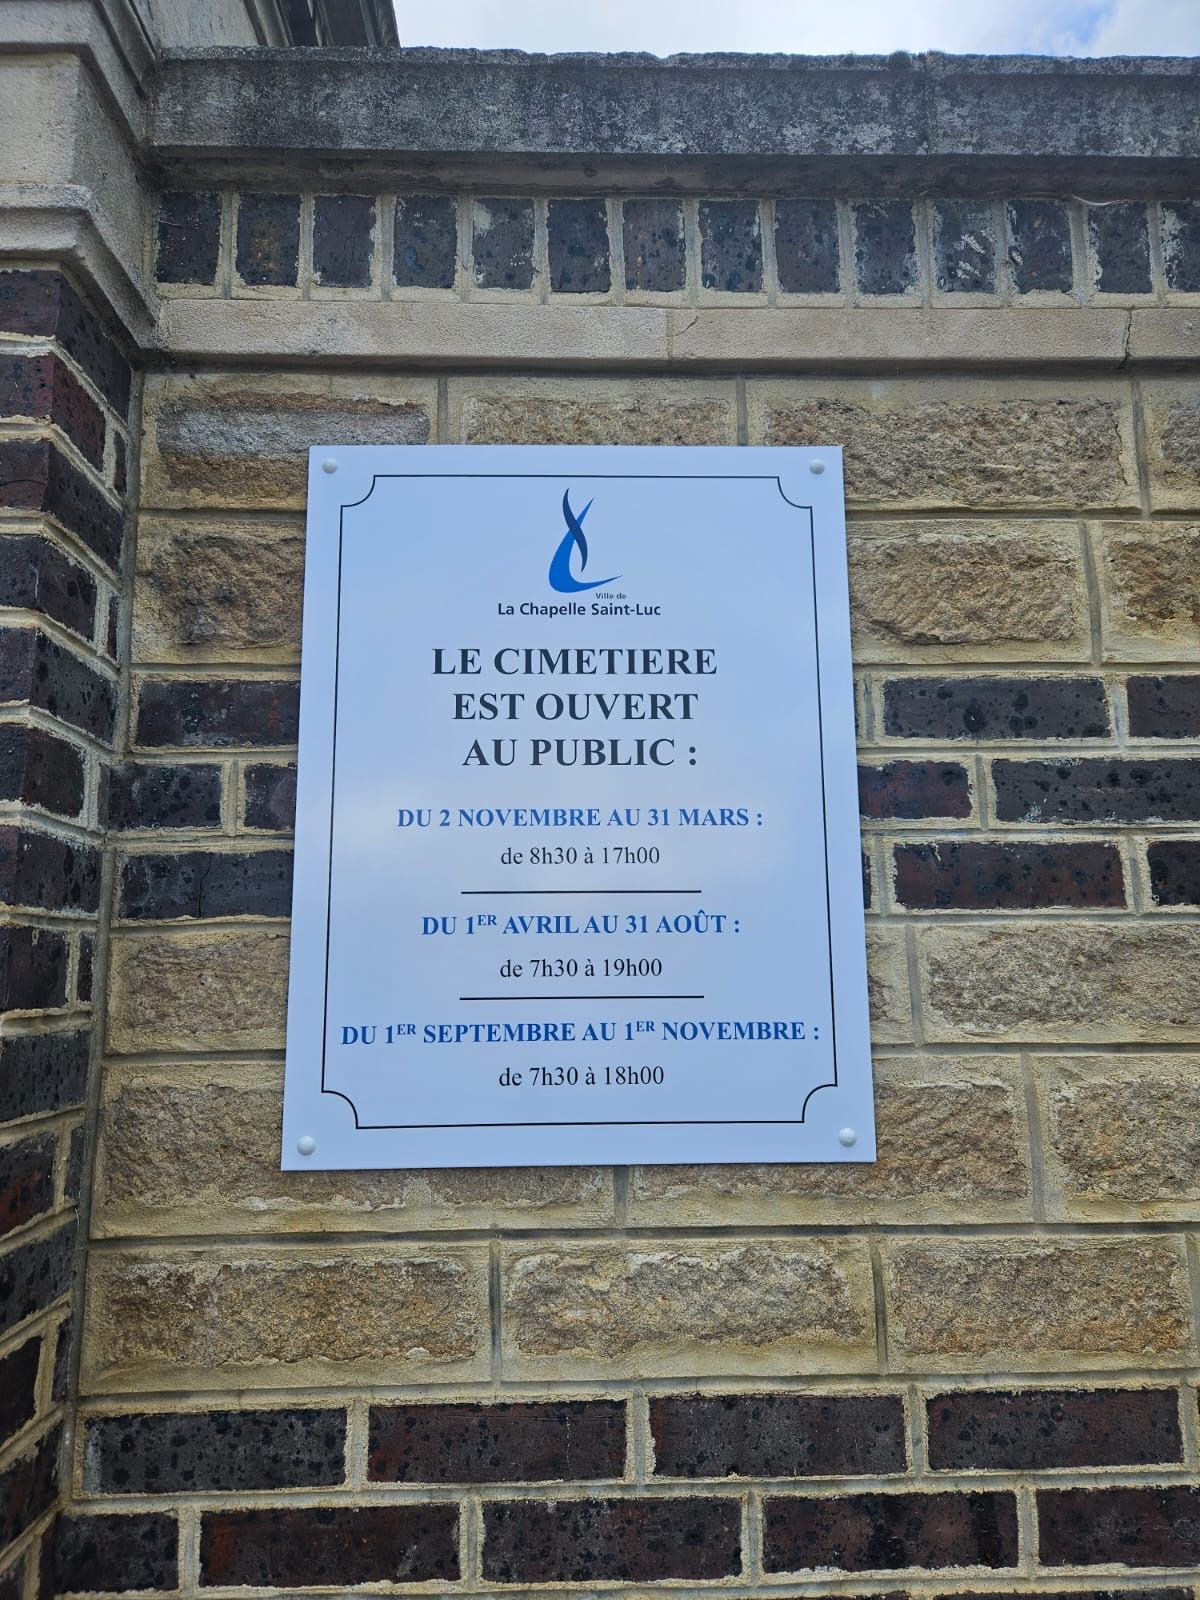 Ville de
La Chapelle Saint-Luc
LE CIMETIERE
EST OUVERT
AU PUBLIC :
DU 2 NOVEMBRE AU 31 MARS :
de 8h30 à 17h00
DU 1ER AVRIL AU 31 AOÛT :
de 7h30 à 19h00
DU 1ER SEPTEMBRE AU 1ER NOVEMBRE :
de 7h30 à 18h00